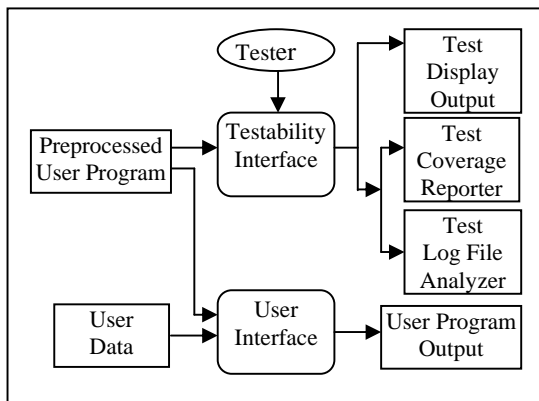 Tester
Test
Display
Output
Testability
Interface
Preprocessed
User Program
Test
Coverage
Reporter
Test
Log File
Analyzer
User
Data
User
Interface
User Program
Output